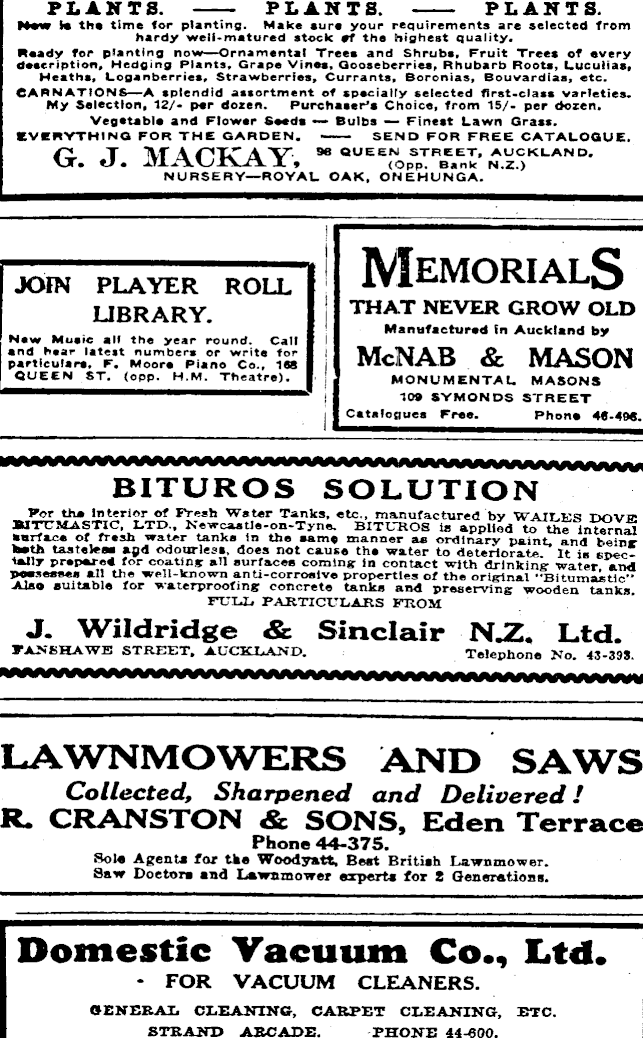 PLANTS. —— PLANTS. —— PLANTS.
Now is the time for planting. Make sure your requirements are selected from
hardy well-matured stock of the highest quality.
Ready for planting now—Ornamental Trees and Shrubs, Fruit Trees of every
description, Hedging Plants, Grape Vines, Gooseberries, Rhubarb Roots, Luculias,
Heaths, Loganberries, Strawberries, Currants, Boronias, Bouvardias, etc.
CARNATIONS—A splendid assortment of specially selected first-class varieties.
My Selection, 12/- per dozen. Purchaser's Choice, from 15/- per dozen.
Vegetable and Flower Seeds — Bulbs — Finest Lawn Grass.
EVERYTHING FOR THE GARDEN. —— SEND FOR FREE CATALOGUE.
G. J. MACKAY, 96 QUEEN STREET, AUCKLAND.
(Opp. Bank N.Z.)
NURSERY—ROYAL OAK, ONEHUNGA.
JOIN PLAYER ROLL
LIBRARY.
New Music all the year round. Call
and hear latest numbers or write for
particulars, F. Moore Piano Co., 168
QUEEN ST. (opp. H.M. Theatre).
MEMORIALS
THAT NEVER GROW OLD
Manufactured in Auckland by
McNAB & MASON
MONUMENTAL MASONS
109 SYMONDS STREET
Catalogues Free. Phone 46-496.
BITUROS SOLUTION
For the interior of Fresh Water Tanks, etc., manufactured by WAILES DOVE
BITUMASTIC, LTD., Newcastle-on-Tyne. BITUROS is applied to the internal
surface of fresh water tanks in the same manner as ordinary paint, and being
both tasteless and odourless, does not cause the water to deteriorate. It is spec-
ially prepared for coating all surfaces coming in contact with drinking water, and
possesses all the well-known anti-corrosive properties of the original "Bitumastic"
Also suitable for waterproofing concrete tanks and preserving wooden tanks.
FULL PARTICULARS FROM
J. Wildridge & Sinclair N.Z. Ltd.
FANSHAWE STREET, AUCKLAND. Telephone No. 43-393.
LAWNMOWERS AND SAWS
Collected, Sharpened and Delivered!
R. CRANSTON & SONS, Eden Terrace
Phone 44-375.
Sole Agents for the Woodyatt, Best British Lawnmower.
Saw Doctors and Lawnmower experts for 2 Generations.
Domestic Vacuum Co., Ltd.
- FOR VACUUM CLEANERS.
GENERAL CLEANING, CARPET CLEANING, ETC.
STRAND ARCADE. PHONE 44-600.